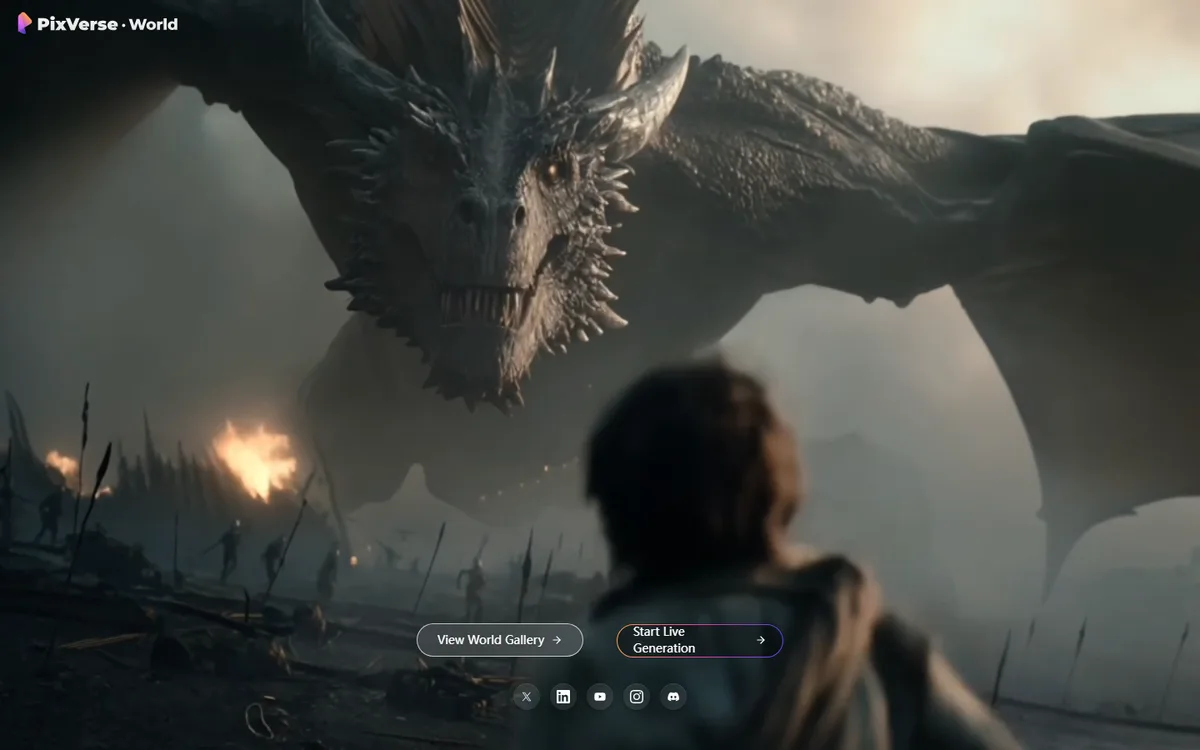 PixVerse · World
View World Gallery →
Start Live
Generation →